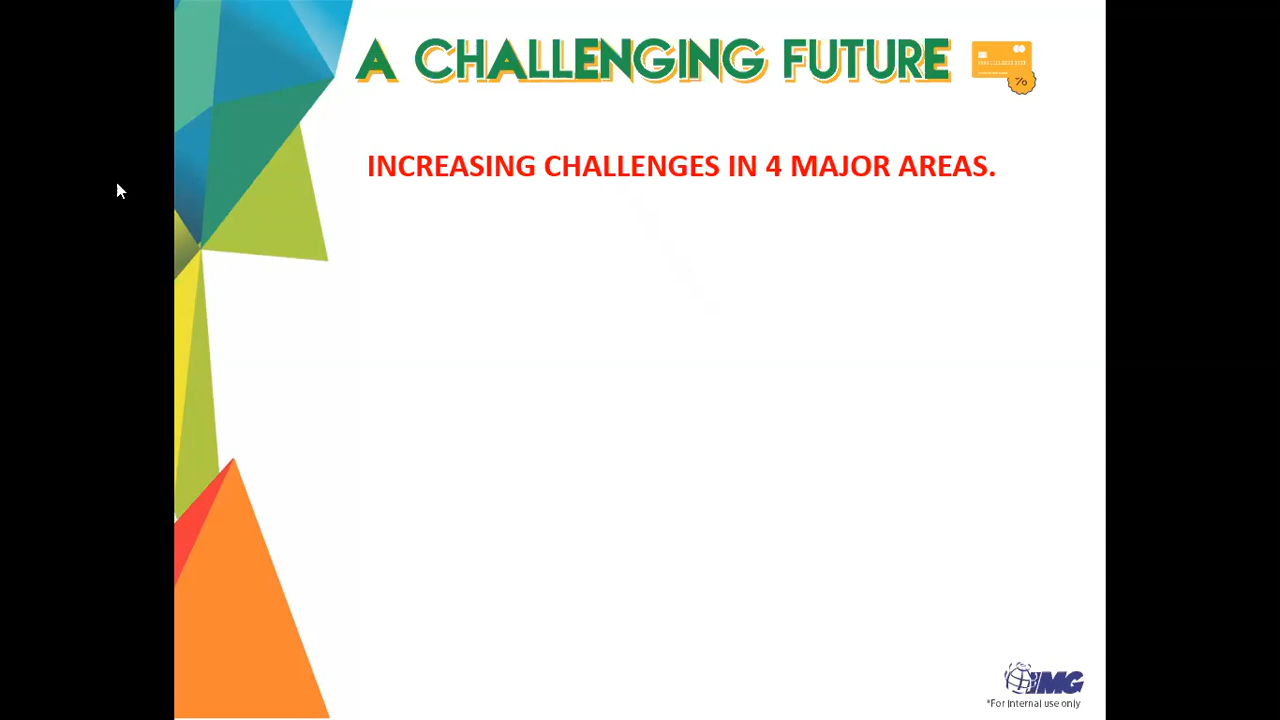 A CHALLENGING FUTURE
%
INCREASING CHALLENGES IN 4 MAJOR AREAS.
IMG
*For internal use only